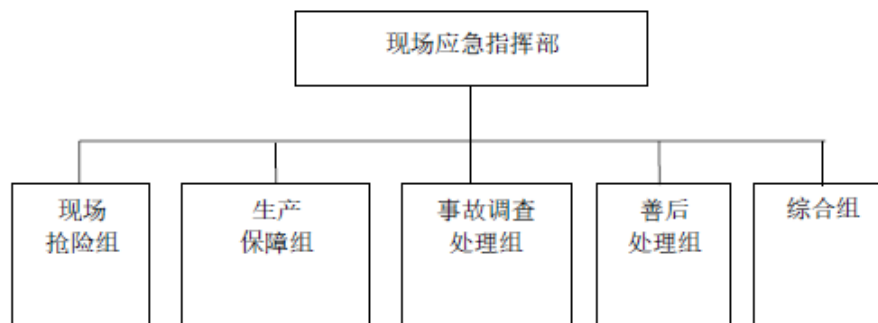 现场应急指挥部
现场
抢险组
生产
保障组
事故调查
处理组
善后
处理组
综合组